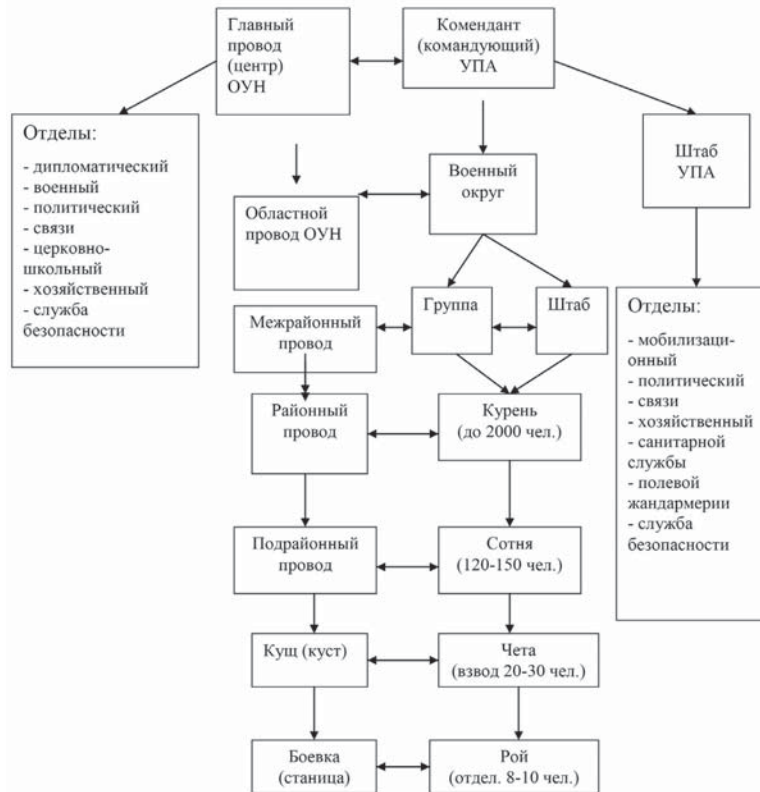 Главный
провод
(центр)
ОУН
Комендант
(командующий)
УПА
Отделы:
- дипломатический
- военный
- политический
- связи
- церковно-
школьный
- хозяйственный
- служба
безопасности
Военный
округ
Штаб
УПА
Областной
провод ОУН
Группа
Штаб
Межрайонный
провод
Отделы:
- мобилизаци-
онный
- политический
- связи
- хозяйственный
- санитарной
службы
- полевой
жандармерии
- служба
безопасности
Районный
провод
Курень
(до 2000 чел.)
Подрайонный
провод
Сотня
(120-150 чел.)
Кущ (куст)
Чета
(взвод 20-30 чел.)
Боевка
(станица)
Рой
(отдел. 8-10 чел.)